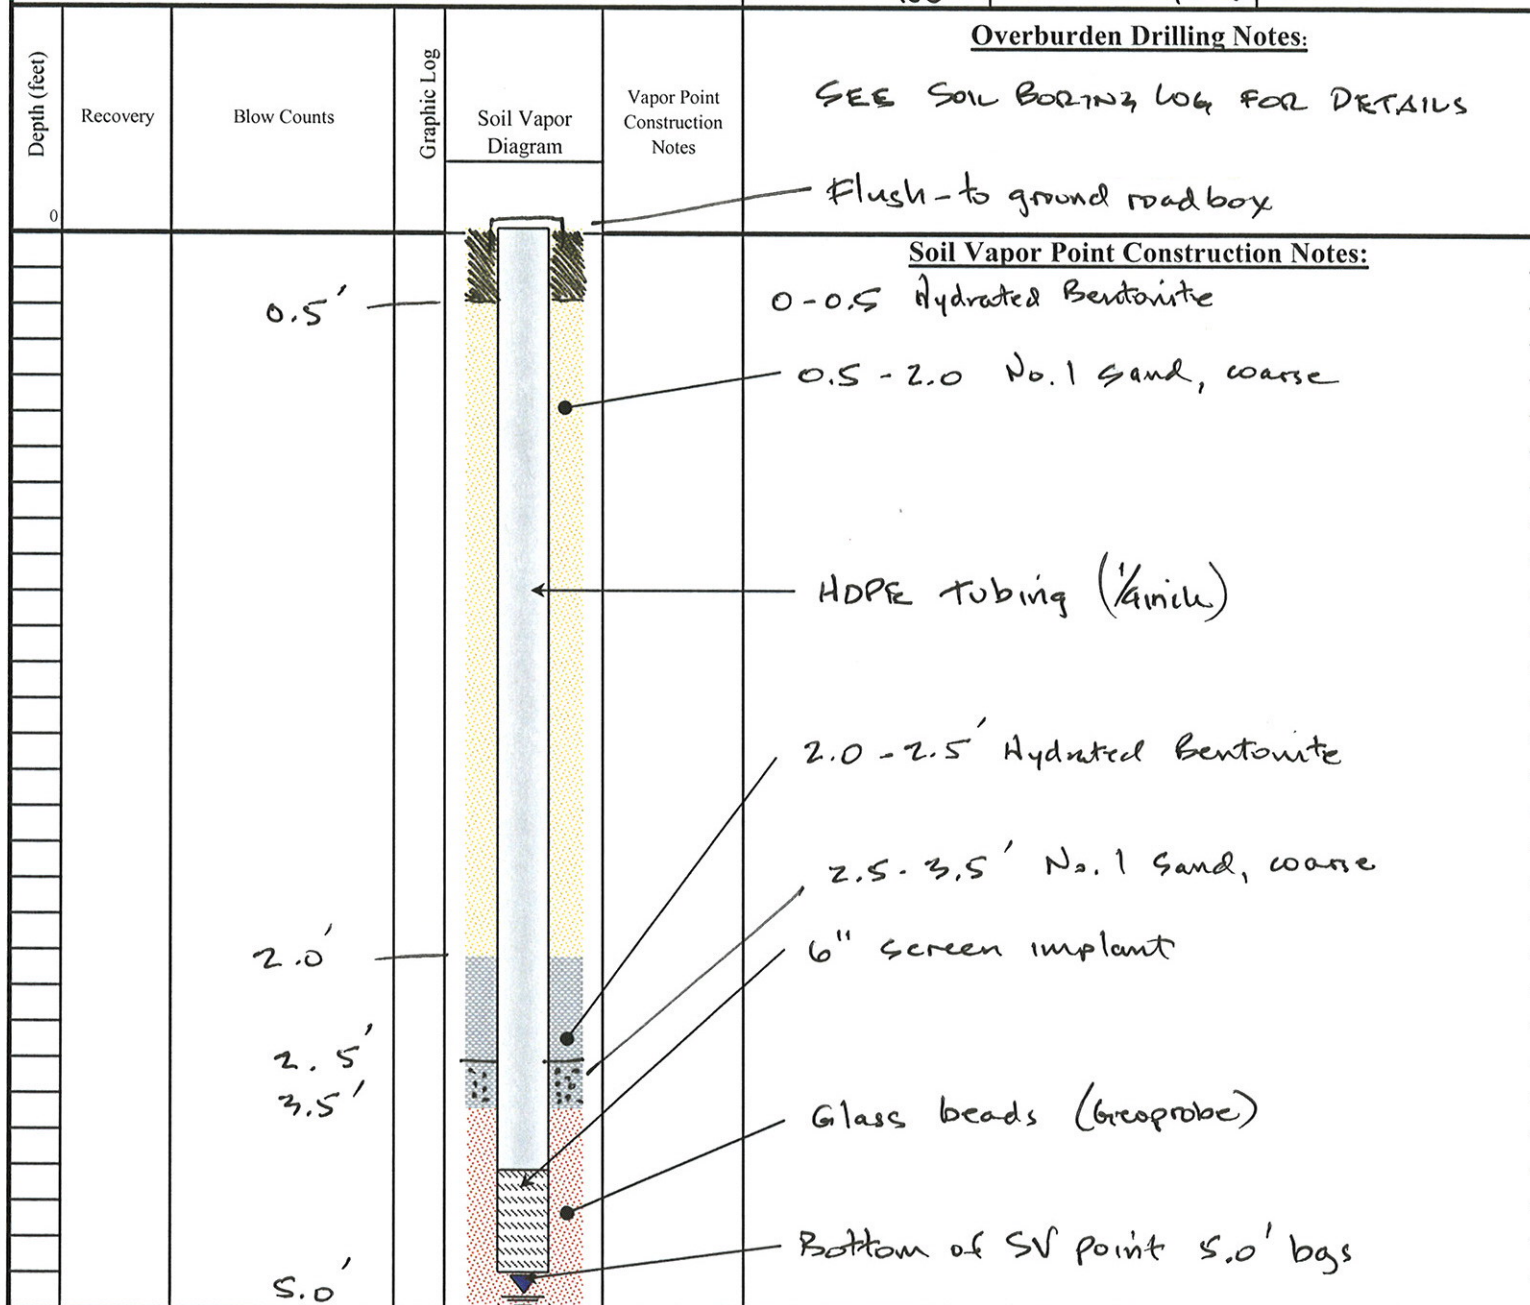 Depth (feet)
Recovery
Blow Counts
Graphic Log
Soil Vapor
Diagram
Vapor Point
Construction
Notes
Overburden Drilling Notes:
SEE SOIL BORING LOG FOR DETAILS
Flush-to ground roadbox
0
Soil Vapor Point Construction Notes:
0.5'
0-0.5 Hydrated Bentonite
0.5-2.0 No.1 Sand, coarse
HDPE tubing (1/4 inch)
2.0-2.5' Hydrated Bentonite
2.5-3.5' No.1 Sand, coarse
2.0'
6" screen implant
2.5'
3.5'
Glass beads (Geoprobe)
Bottom of SV point 5.0' bgs
5.0'